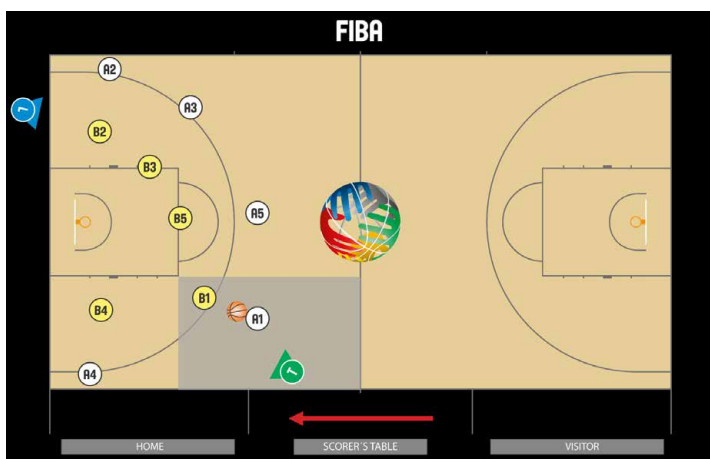 FIBA
A2
L
A3
B2
B3
B5
A5
B1
B4
A1
T
A4
HOME
SCORER'S TABLE
VISITOR